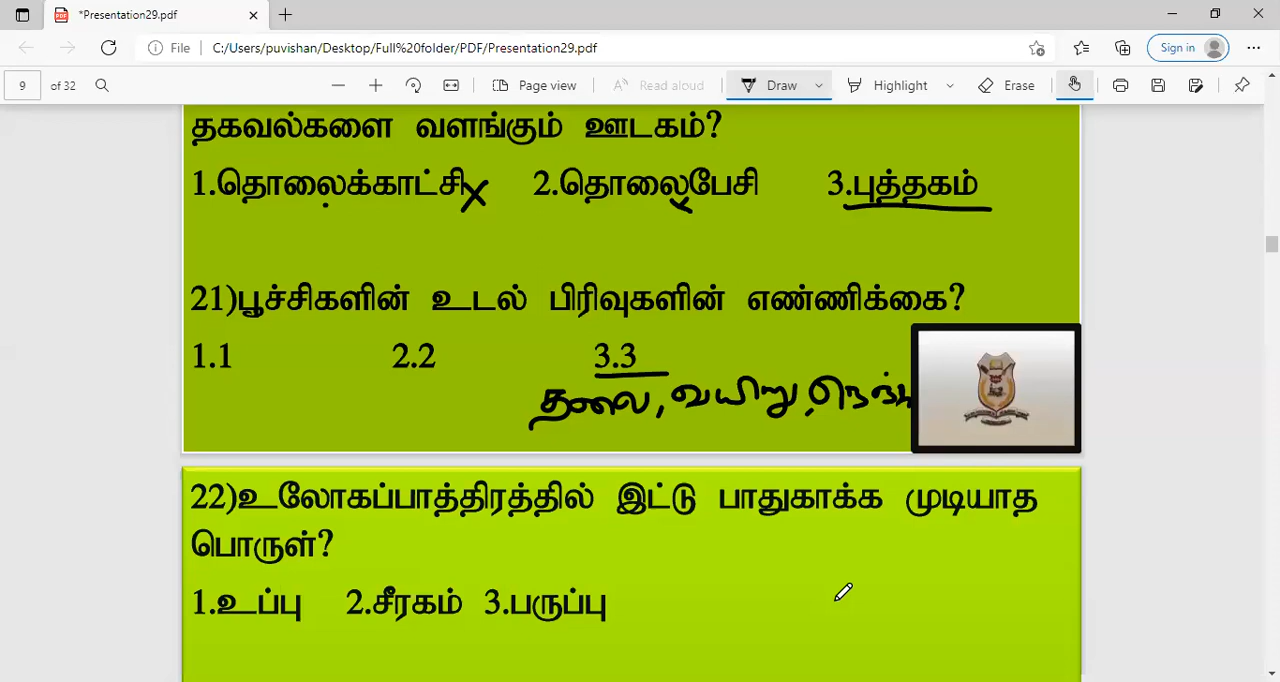 *Presentation29.pdf
File C:/Users/puvishan/Desktop/Full%20folder/PDF/Presentation29.pdf Sign in
9 of 32 Page view Read aloud Draw Highlight Erase
தகவல்களை வளங்கும் ஊடகம்?
1.தொலைக்காட்சி 2.தொலைபேசி 3.புத்தகம்
21)பூச்சிகளின் உடல் பிரிவுகளின் எண்ணிக்கை?
1.1 2.2 3.3
தலை, வயிறு,
22)உலோகப்பாத்திரத்தில் இட்டு பாதுகாக்க முடியாத
பொருள்?
1.உப்பு 2.சீரகம் 3.பருப்பு